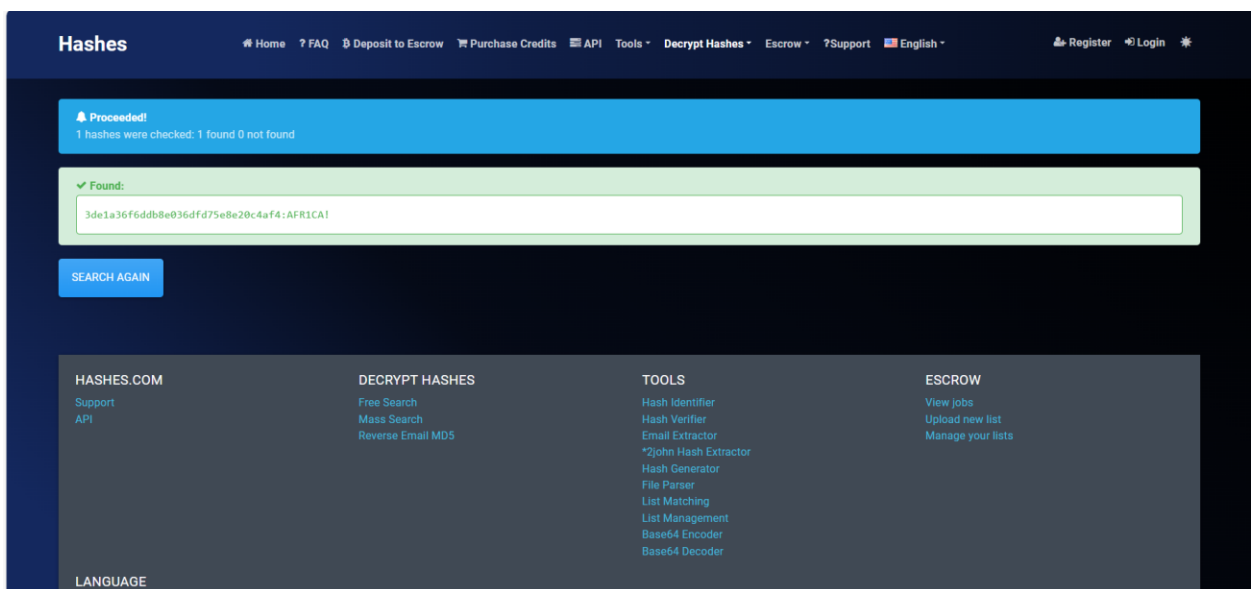 Hashes Home ? FAQ Deposit to Escrow Purchase Credits API Tools Decrypt Hashes Escrow ?Support English Register Login
Proceeded!
1 hashes were checked: 1 found 0 not found
Found:
3de1a36f6ddb8e036dfd75e8e20c4af4:AFR1CA!
SEARCH AGAIN
HASHES.COM
Support
API
DECRYPT HASHES
Free Search
Mass Search
Reverse Email MD5
TOOLS
Hash Identifier
Hash Verifier
Email Extractor
*2john Hash Extractor
Hash Generator
File Parser
List Matching
List Management
Base64 Encoder
Base64 Decoder
ESCROW
View jobs
Upload new list
Manage your lists
LANGUAGE